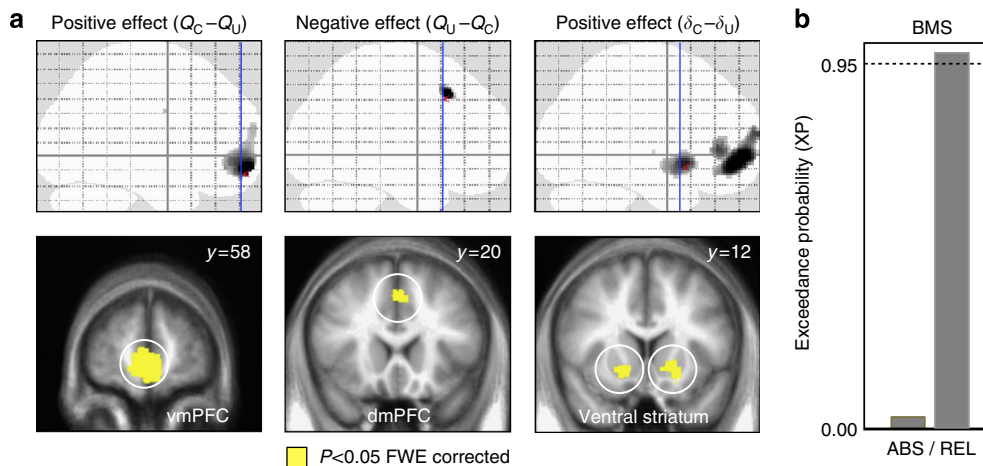 a
Positive effect (Q_C–Q_U)
Negative effect (Q_U–Q_C)
Positive effect (δ_C–δ_U)
y=58
vmPFC
y=20
dmPFC
y=12
Ventral striatum
P<0.05 FWE corrected
b
BMS
0.95
Exceedance probability (XP)
0.00
ABS / REL